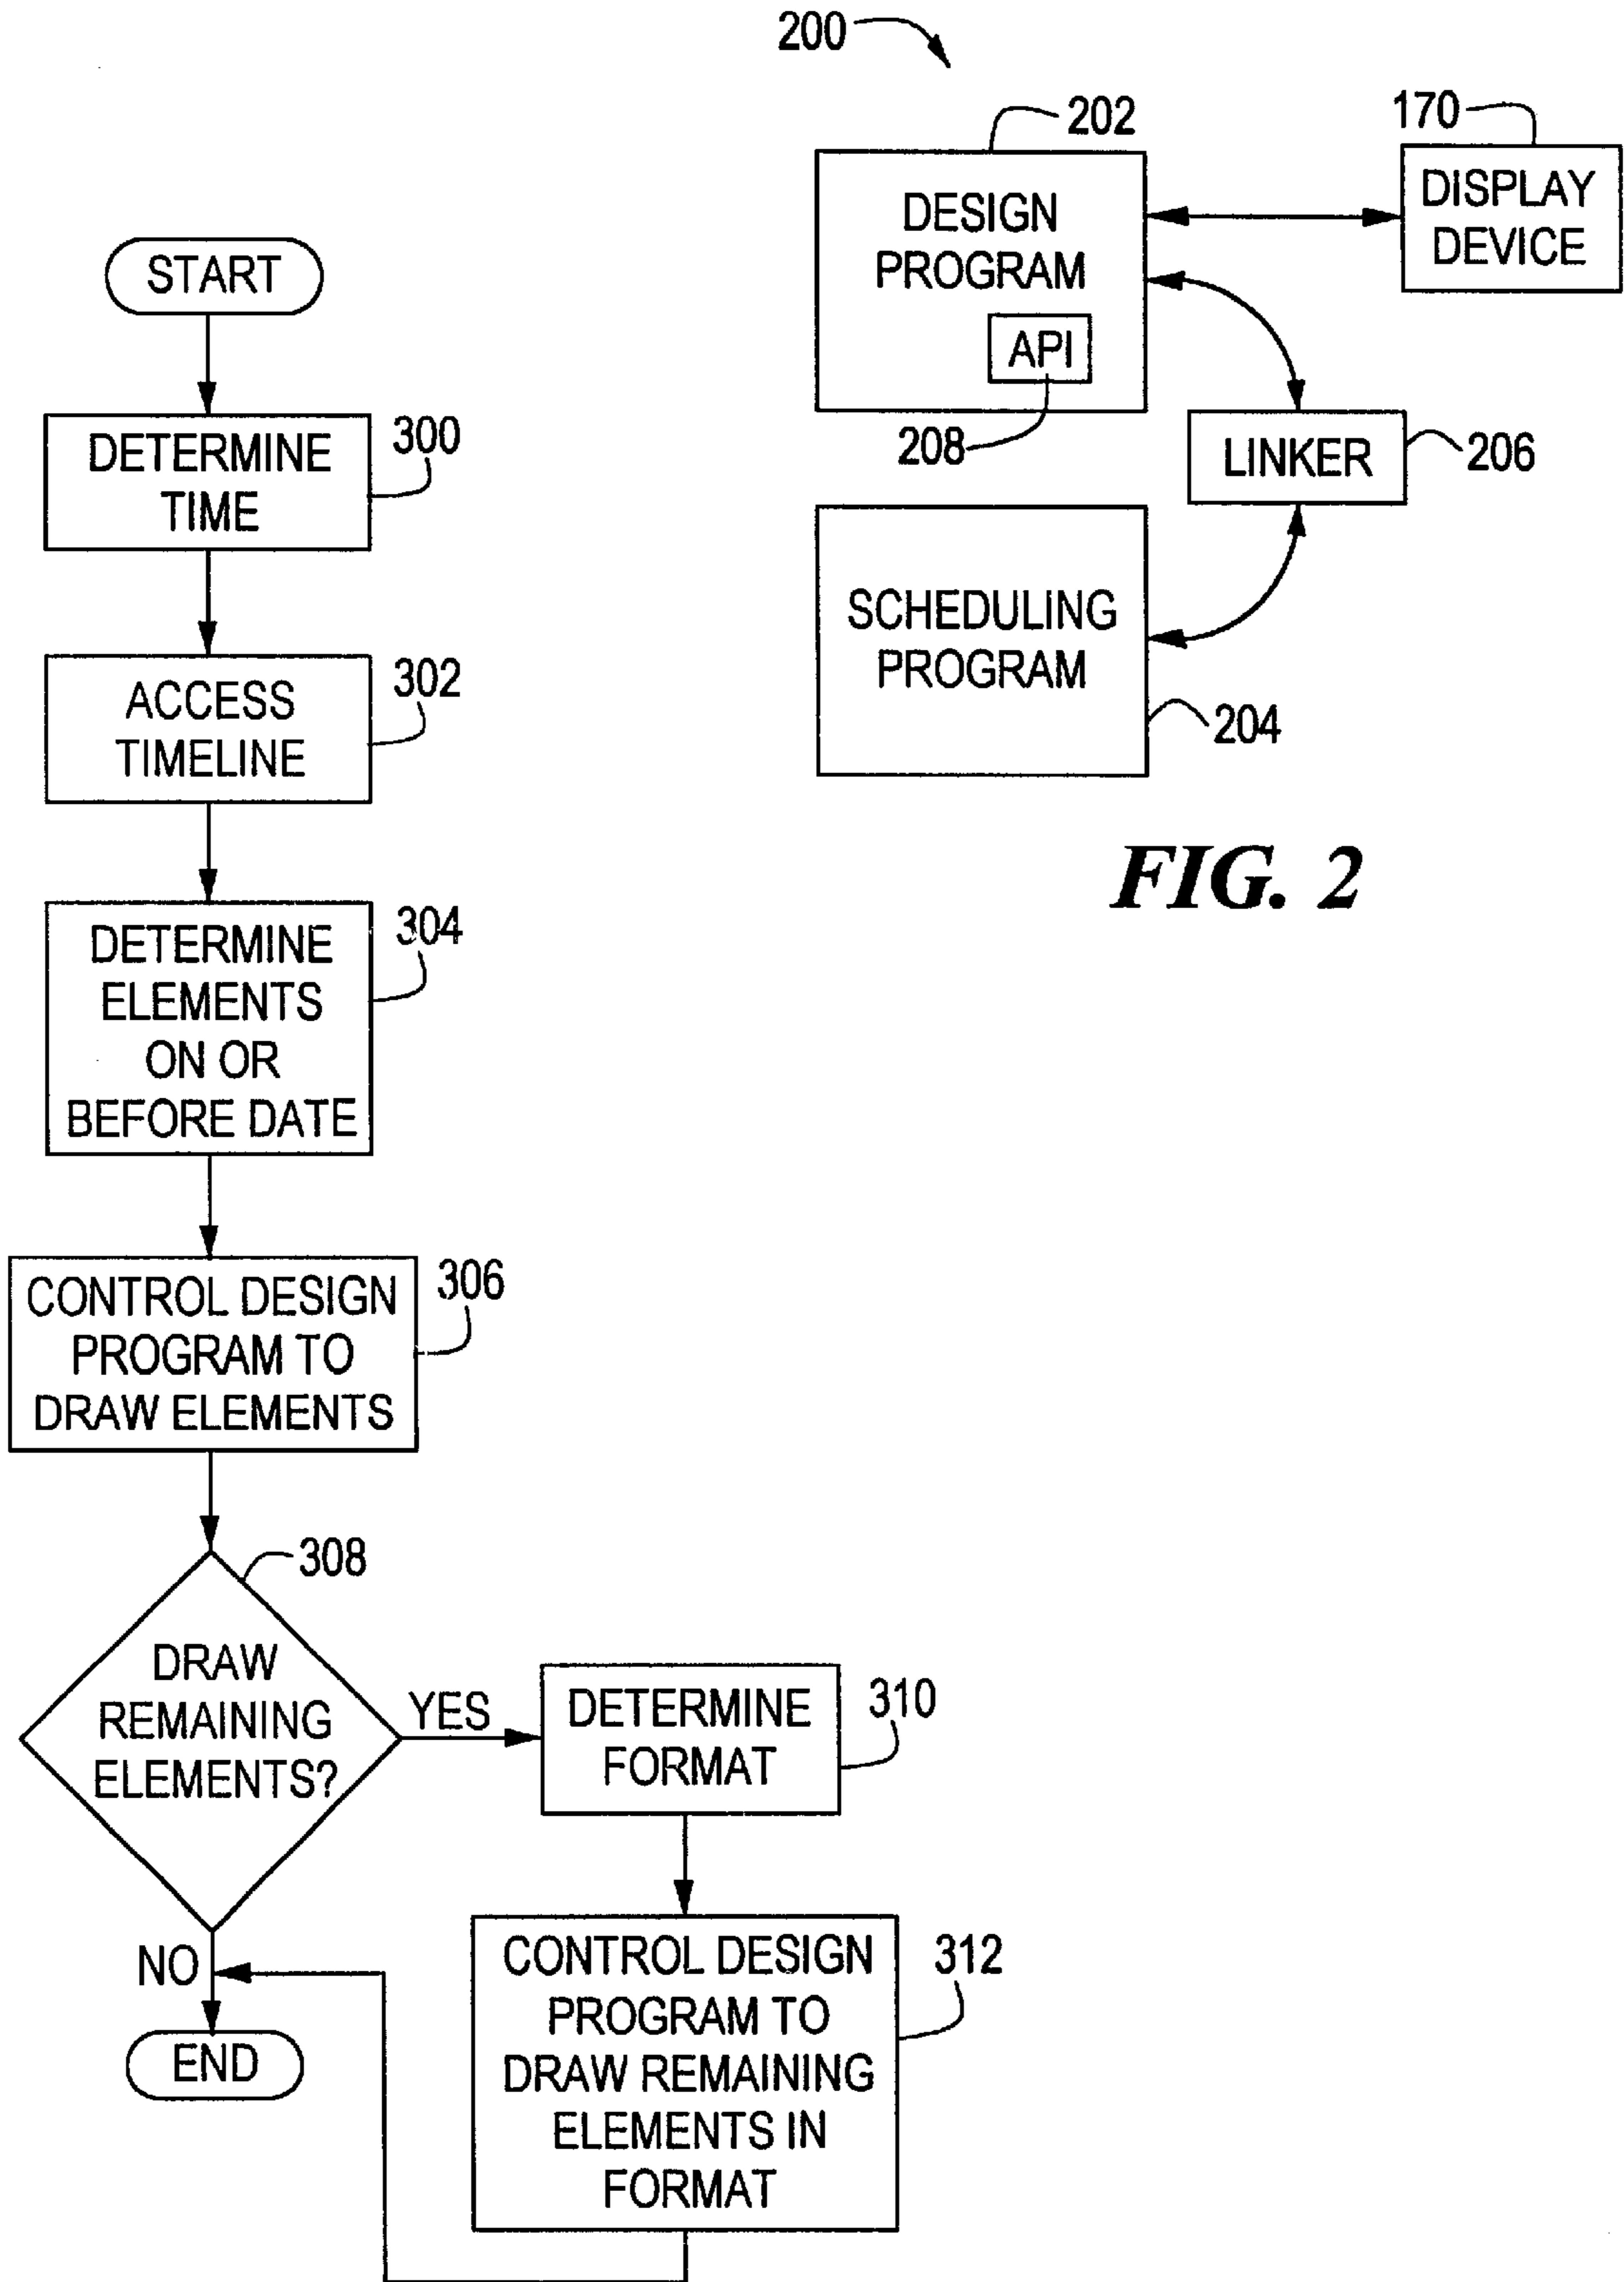 200
202
DESIGN
PROGRAM
API
208
170
DISPLAY
DEVICE
LINKER
206
SCHEDULING
PROGRAM
204
FIG. 2
START
DETERMINE
TIME
300
ACCESS
TIMELINE
302
DETERMINE
ELEMENTS
ON OR
BEFORE DATE
304
CONTROL DESIGN
PROGRAM TO
DRAW ELEMENTS
306
308
DRAW
REMAINING
ELEMENTS?
YES
DETERMINE
FORMAT
310
CONTROL DESIGN
PROGRAM TO
DRAW REMAINING
ELEMENTS IN
FORMAT
312
NO
END